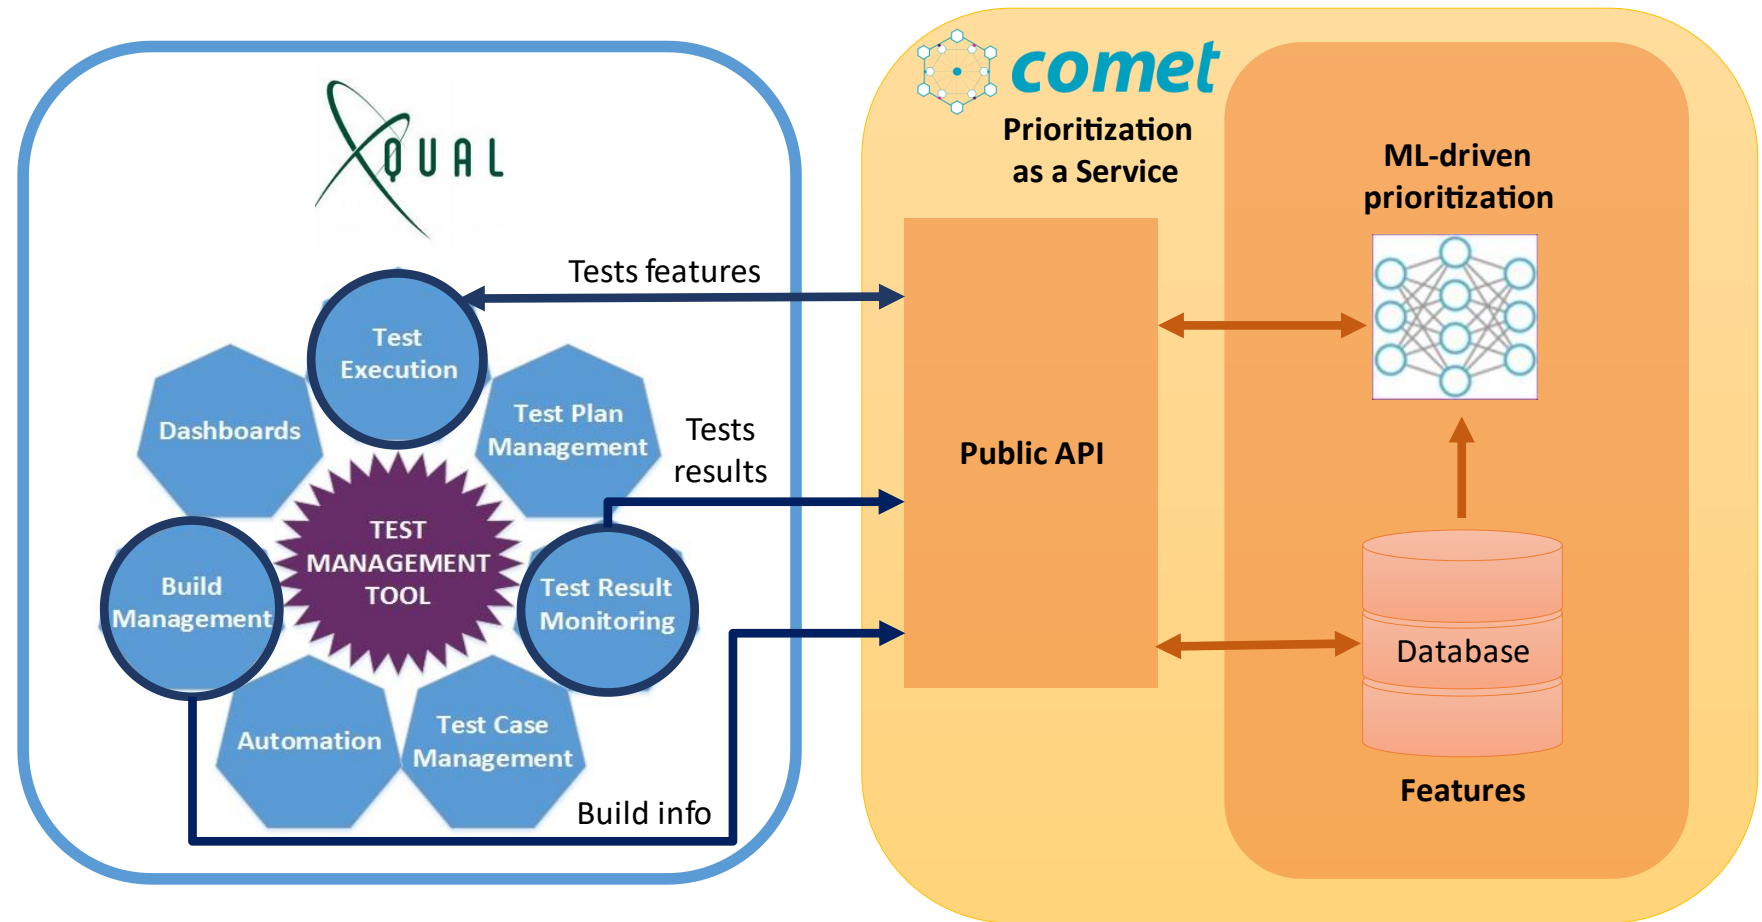 XQUAL
Tests features
Test
Execution
Dashboards
Test Plan
Management
Tests
results
TEST
MANAGEMENT
TOOL
Build
Management
Test Result
Monitoring
Automation
Test Case
Management
Build info
comet
Prioritization
as a Service
Public API
ML-driven
prioritization
Database
Features